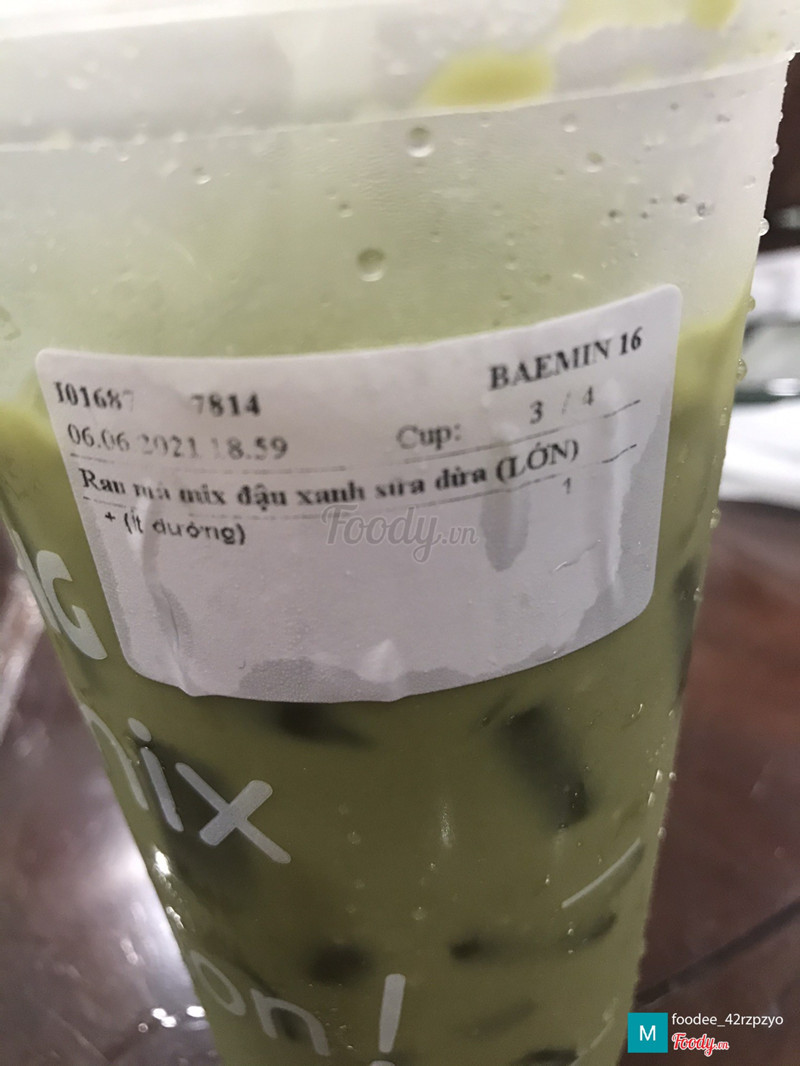 BAEMIN 16
I01687 7814
06.06.2021 18.59 Cup: 3 / 4
Rau má mix đậu xanh sữa dừa (LỚN)
1
+ (Ít đường)
Foody.vn
mix
on!
M foodee_42rzpzyo
Foody.vn